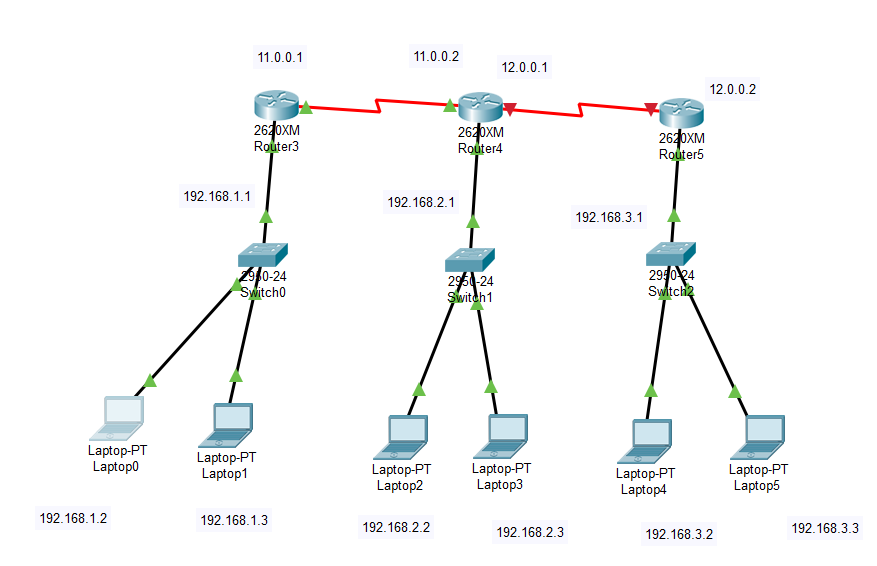 11.0.0.1
11.0.0.2
12.0.0.1
12.0.0.2
2620XM
Router3
2620XM
Router4
2620XM
Router5
192.168.1.1
192.168.2.1
192.168.3.1
2950-24
Switch0
2950-24
Switch1
2950-24
Switch2
Laptop-PT
Laptop0
Laptop-PT
Laptop1
Laptop-PT
Laptop2
Laptop-PT
Laptop3
Laptop-PT
Laptop4
Laptop-PT
Laptop5
192.168.1.2
192.168.1.3
192.168.2.2
192.168.2.3
192.168.3.2
192.168.3.3